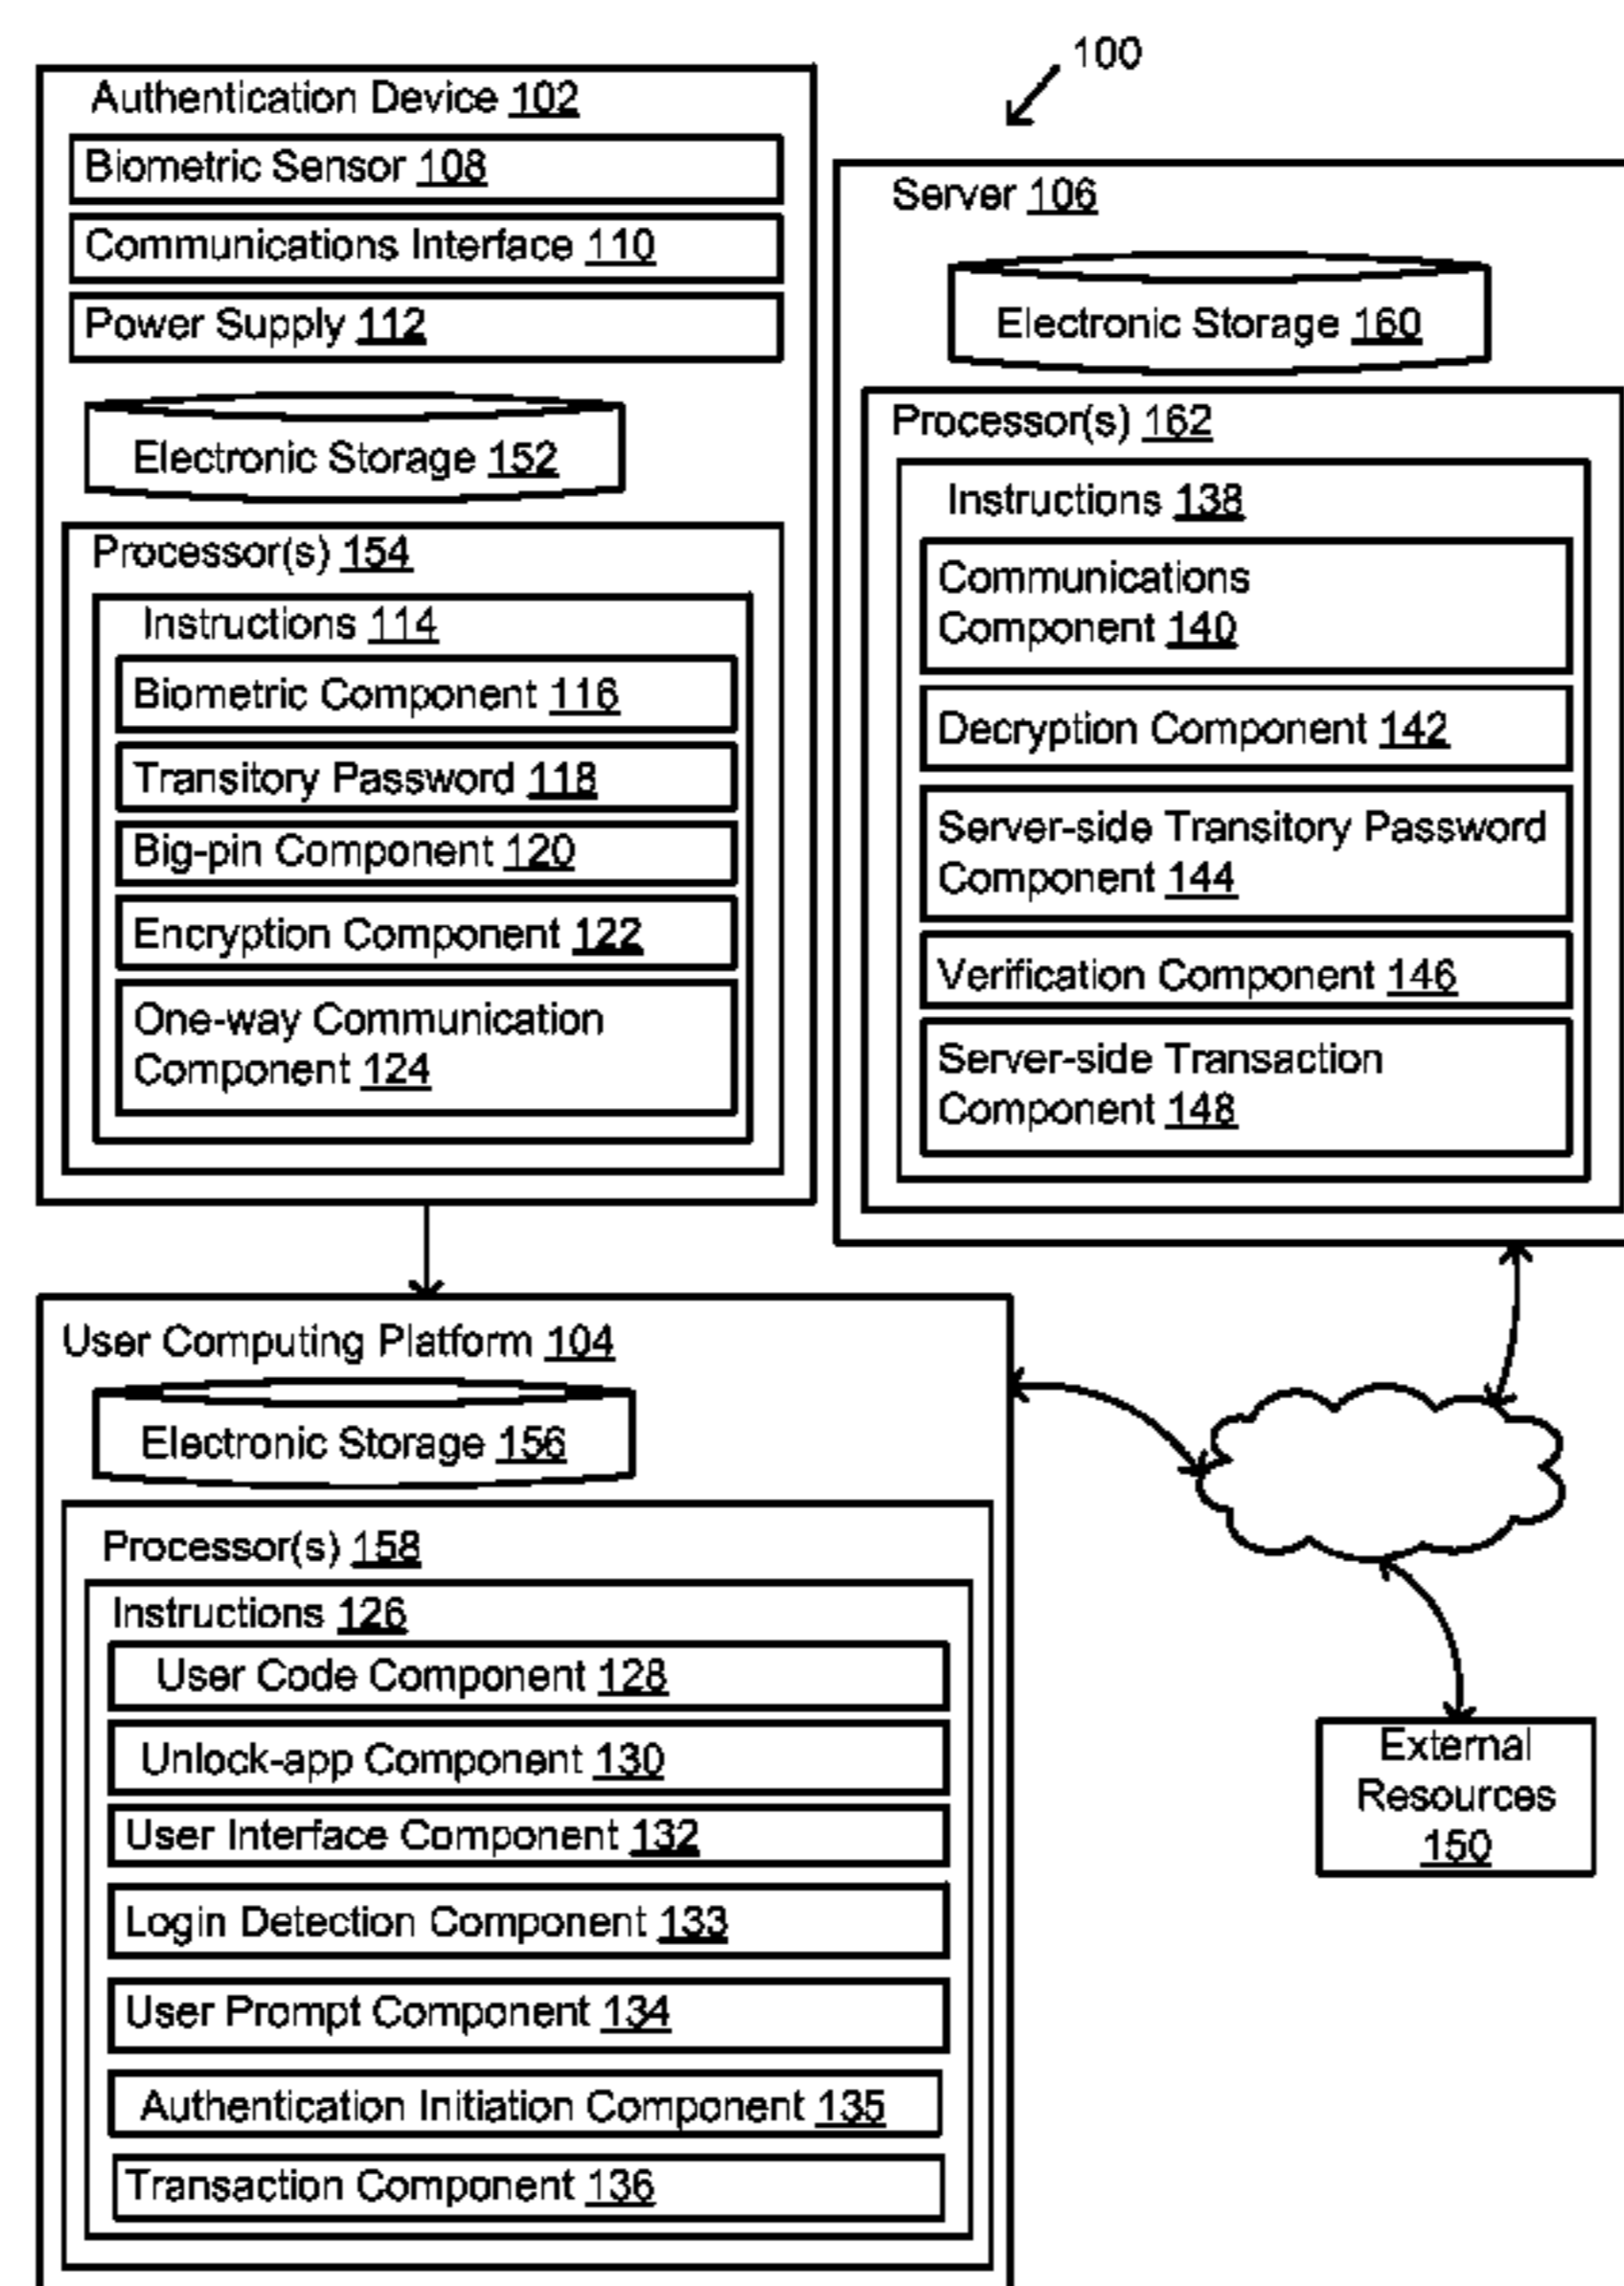 100
Authentication Device 102
Biometric Sensor 108
Communications Interface 110
Power Supply 112
Electronic Storage 152
Processor(s) 154
Instructions 114
Biometric Component 116
Transitory Password 118
Big-pin Component 120
Encryption Component 122
One-way Communication
Component 124
Server 106
Electronic Storage 160
Processor(s) 162
Instructions 138
Communications
Component 140
Decryption Component 142
Server-side Transitory Password
Component 144
Verification Component 146
Server-side Transaction
Component 148
User Computing Platform 104
Electronic Storage 156
Processor(s) 158
Instructions 126
User Code Component 128
Unlock-app Component 130
User Interface Component 132
Login Detection Component 133
User Prompt Component 134
Authentication Initiation Component 135
Transaction Component 136
External
Resources
150